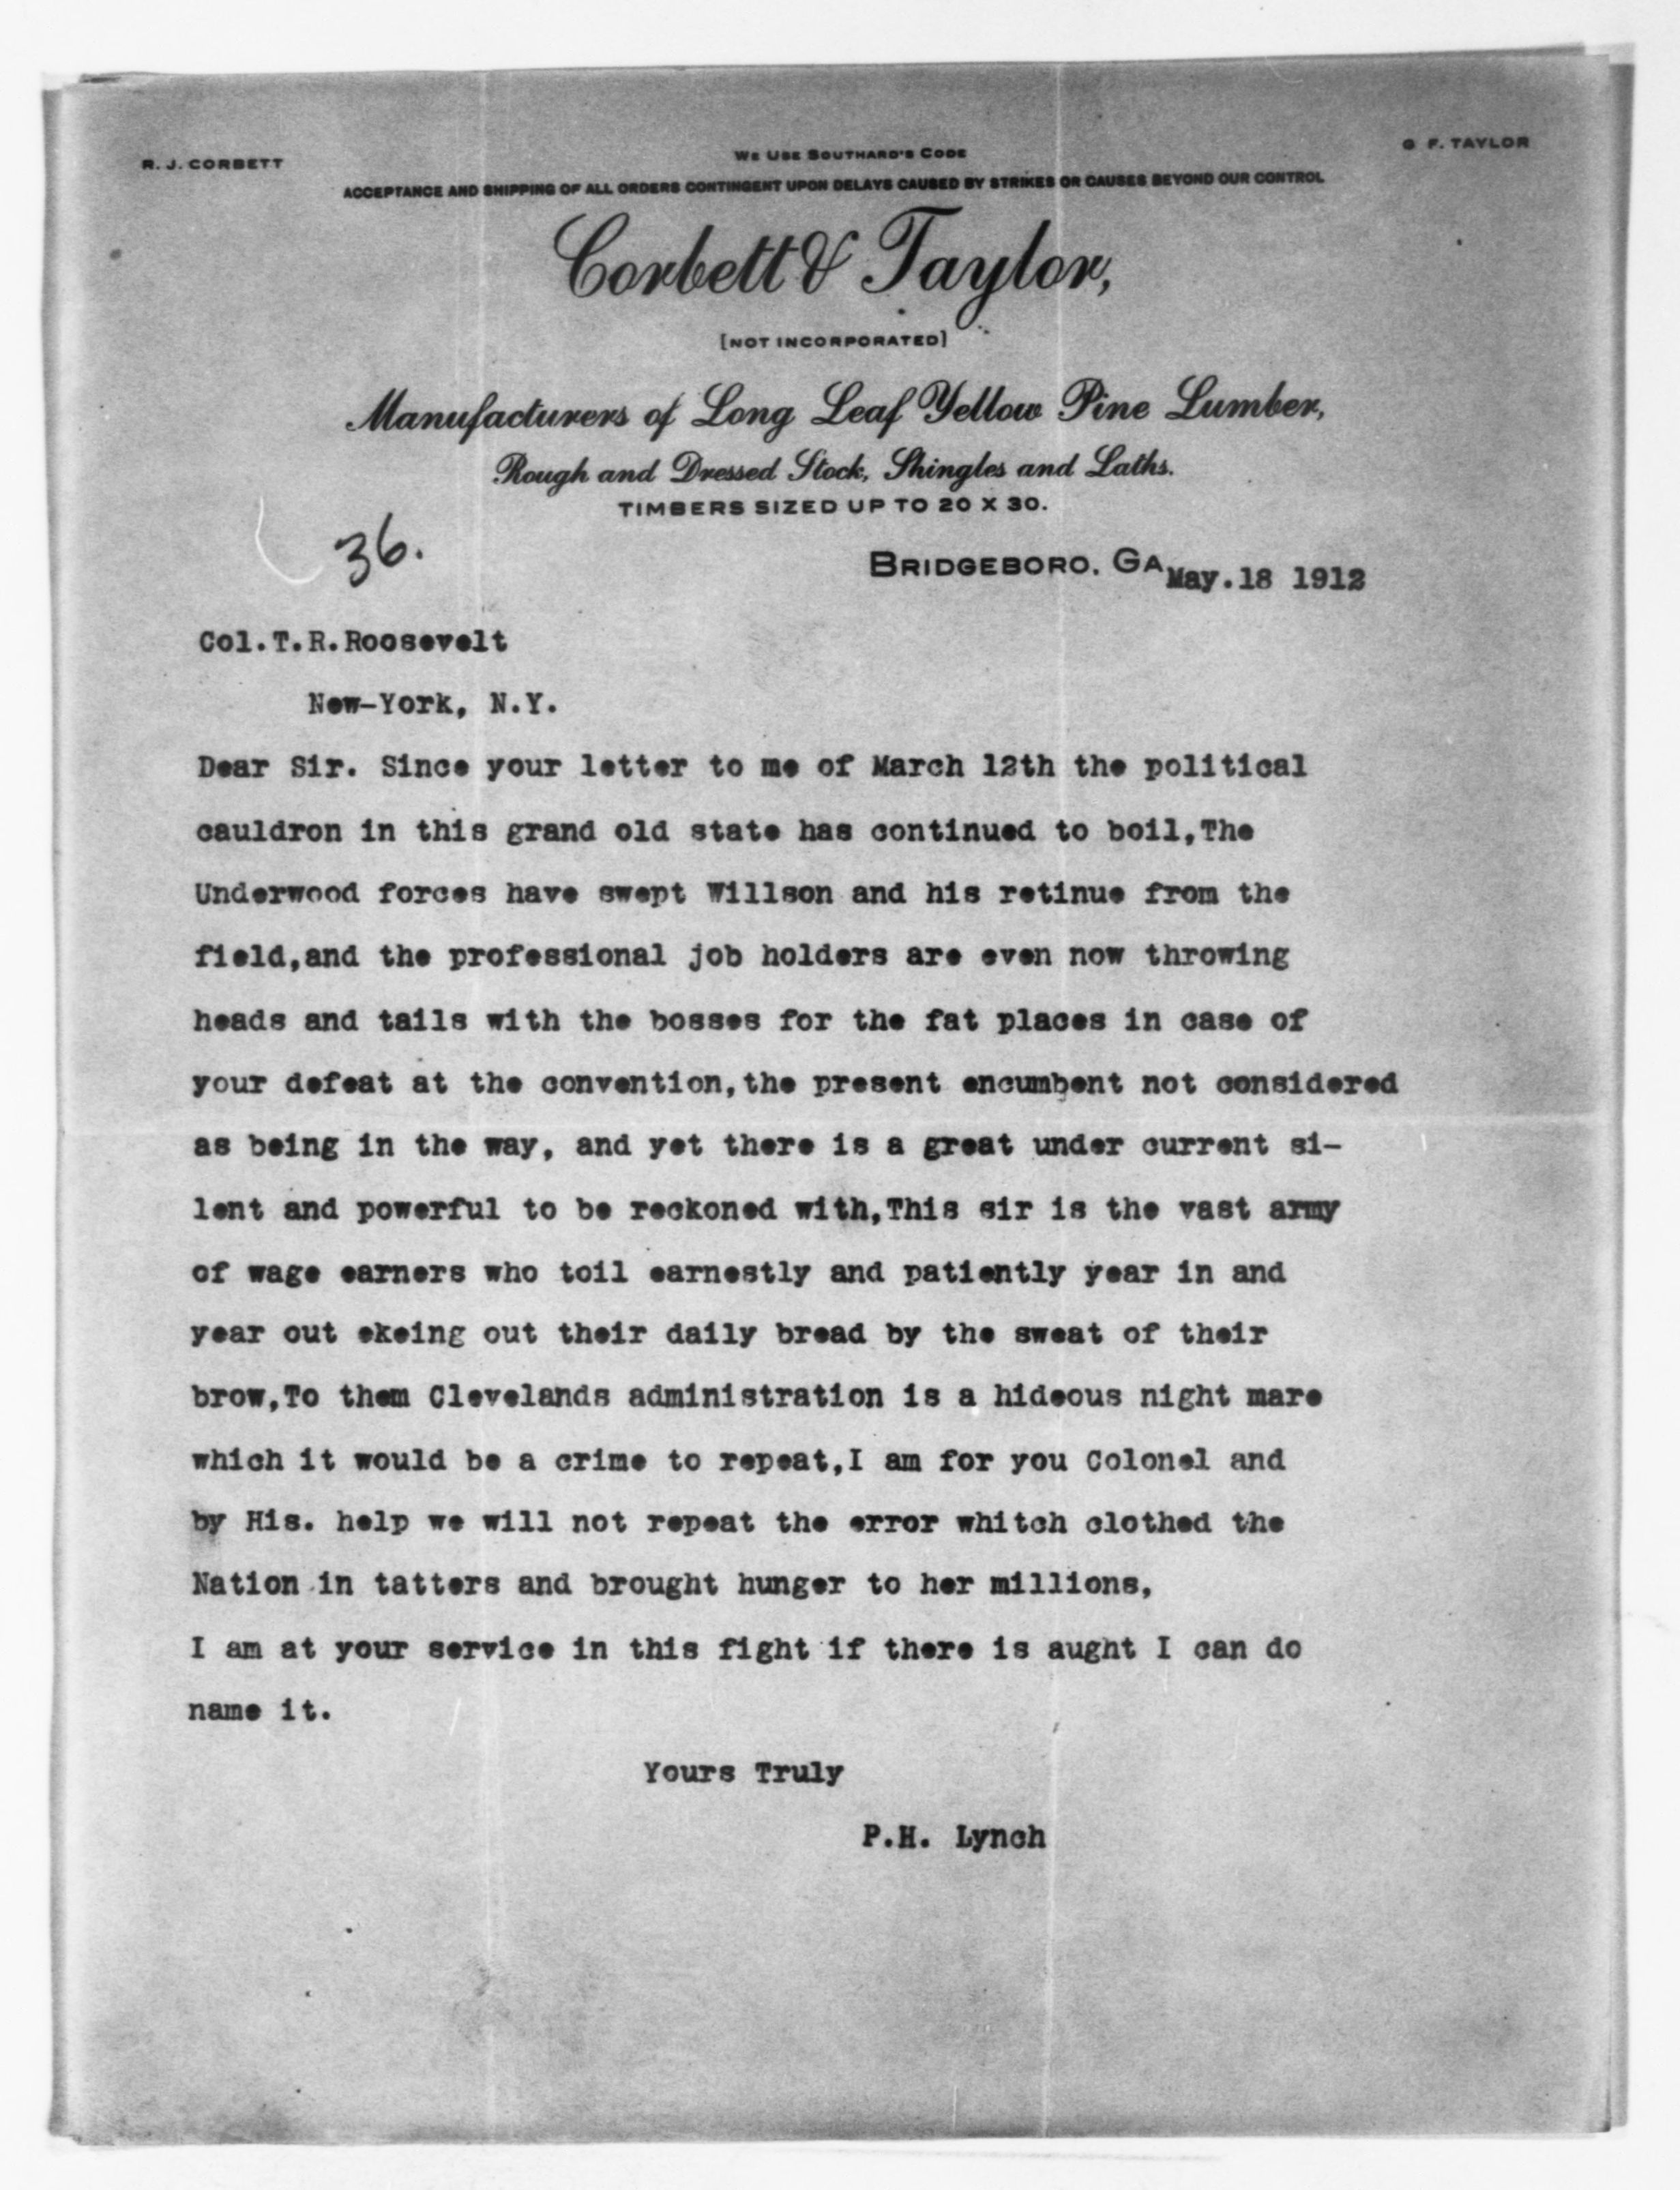 R. J. CORBETT
WE USE SOUTHARD'S CODE
G F. TAYLOR
ACCEPTANCE AND SHIPPING OF ALL ORDERS CONTINGENT UPON DELAYS CAUSED BY STRIKES OR CAUSES BEYOND OUR CONTROL
Corbett & Taylor,
[NOT INCORPORATED]
Manufacturers of Long Leaf Yellow Pine Lumber,
Rough and Dressed Stock, Shingles and Laths.
TIMBERS SIZED UP TO 20 X 30.
36.
BRIDGEBORO, GA May.18 1912
Col.T.R.Roosevelt
New-York, N.Y.
Dear Sir. Since your letter to me of March 12th the political
cauldron in this grand old state has continued to boil,The
Underwood forces have swept Willson and his retinue from the
field,and the professional job holders are even now throwing
heads and tails with the bosses for the fat places in case of
your defeat at the convention,the present encumbent not considered
as being in the way, and yet there is a great under current si-
lent and powerful to be reckoned with,This sir is the vast army
of wage earners who toil earnestly and patiently year in and
year out ekeing out their daily bread by the sweat of their
brow,To them Clevelands administration is a hideous night mare
which it would be a crime to repeat,I am for you Colonel and
by His. help we will not repeat the error whitch clothed the
Nation in tatters and brought hunger to her millions,
I am at your service in this fight if there is aught I can do
name it.
Yours Truly
P.H. Lynch